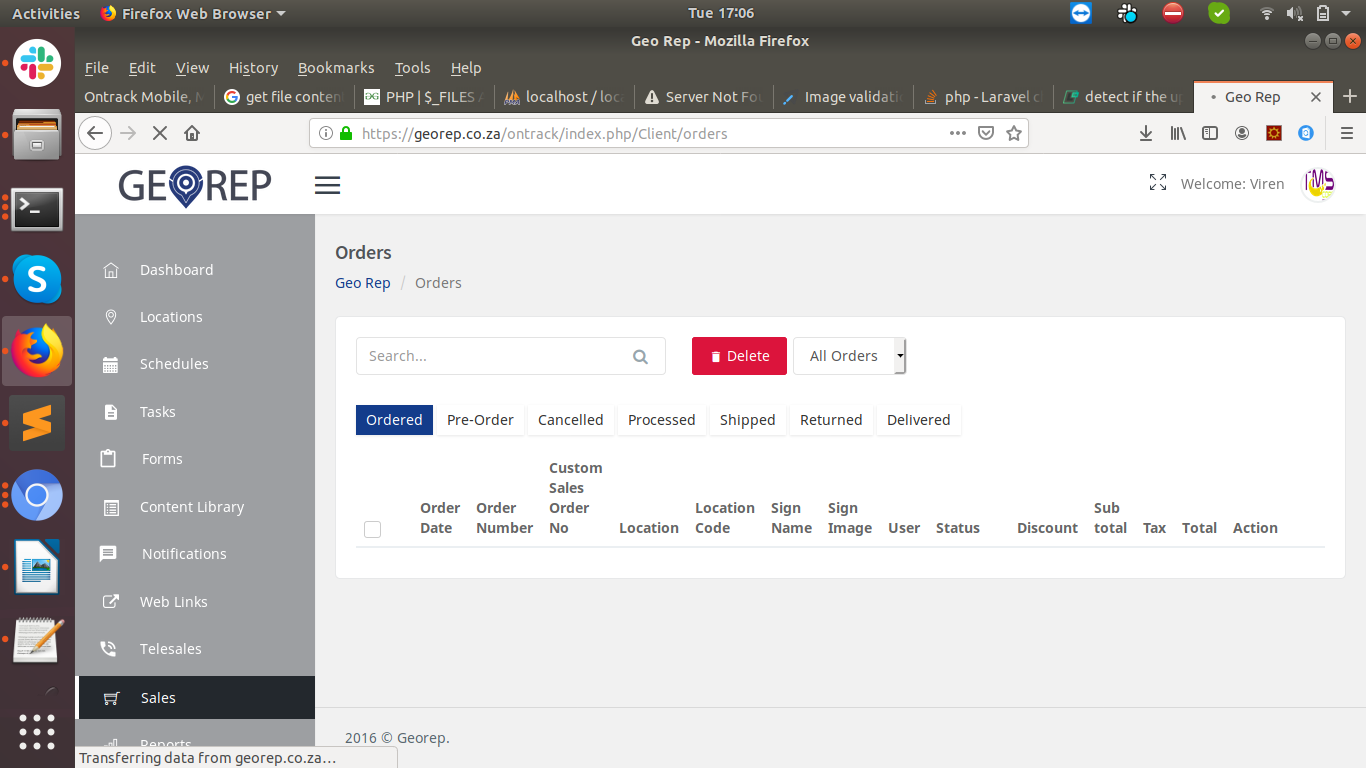 Activities Firefox Web Browser Tue 17:06
Geo Rep - Mozilla Firefox
File Edit View History Bookmarks Tools Help
Ontrack Mobile, get file conten PHP | $_FILES localhost / loc Server Not Fou Image validati php - Laravel detect if the up Geo Rep
https://georep.co.za/ontrack/index.php/Client/orders
GEOREP Welcome: Viren
IMS
Orders
Geo Rep / Orders
Dashboard
Locations
Schedules
Tasks
Forms
Content Library
Notifications
Web Links
Telesales
Sales
Reports
Search... Delete All Orders
Ordered Pre-Order Cancelled Processed Shipped Returned Delivered
Order Date Order Number Custom Sales Order No Location Location Code Sign Name Sign Image User Status Discount Sub total Tax Total Action
2016 © Georep.
Transferring data from georep.co.za…